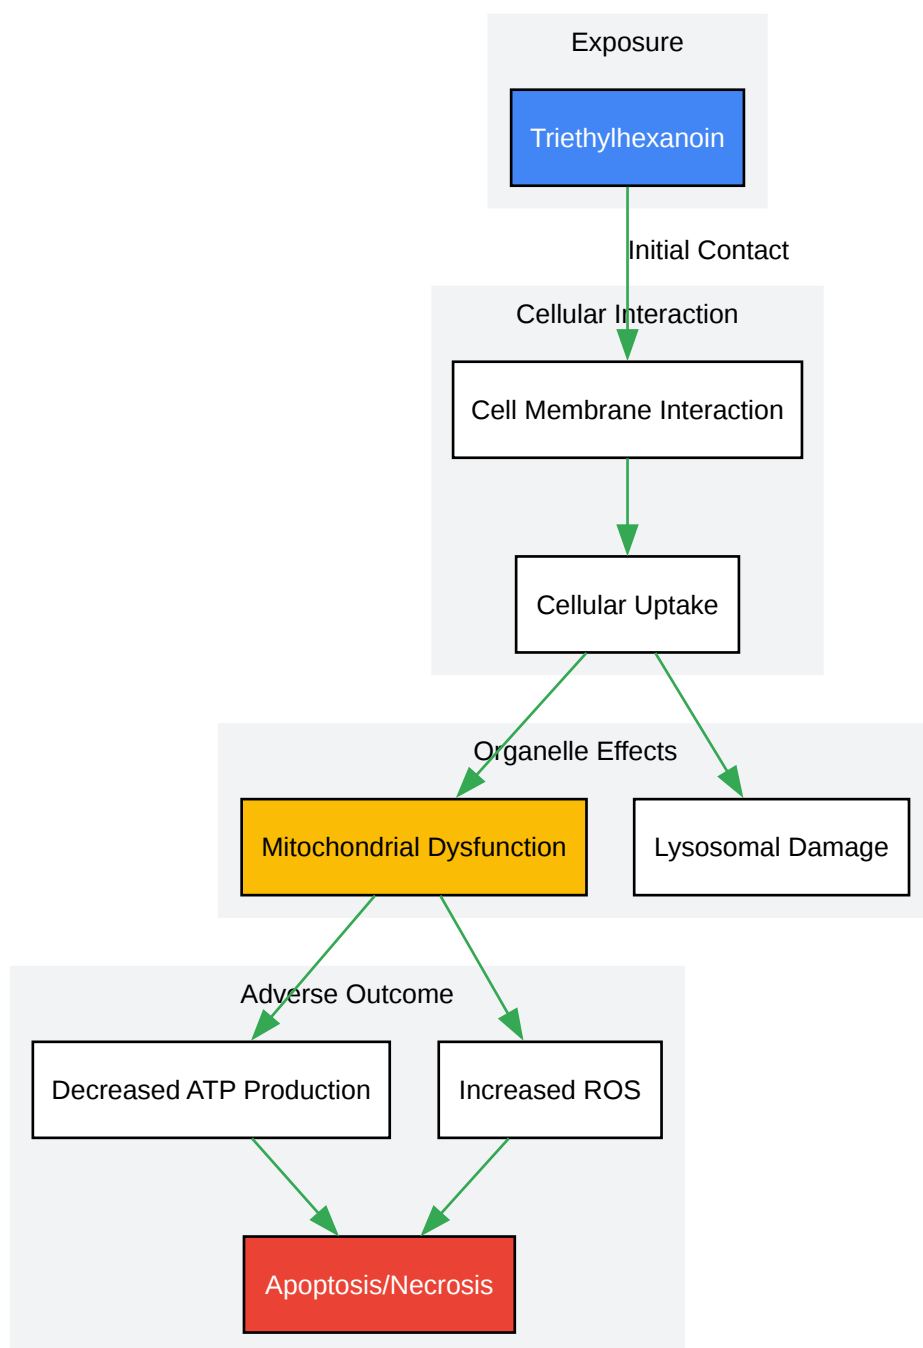 Exposure
Triethylhexanoin
Initial Contact
Cellular Interaction
Cell Membrane Interaction
Cellular Uptake
Organelle Effects
Mitochondrial Dysfunction
Lysosomal Damage
Adverse Outcome
Decreased ATP Production
Increased ROS
Apoptosis/Necrosis